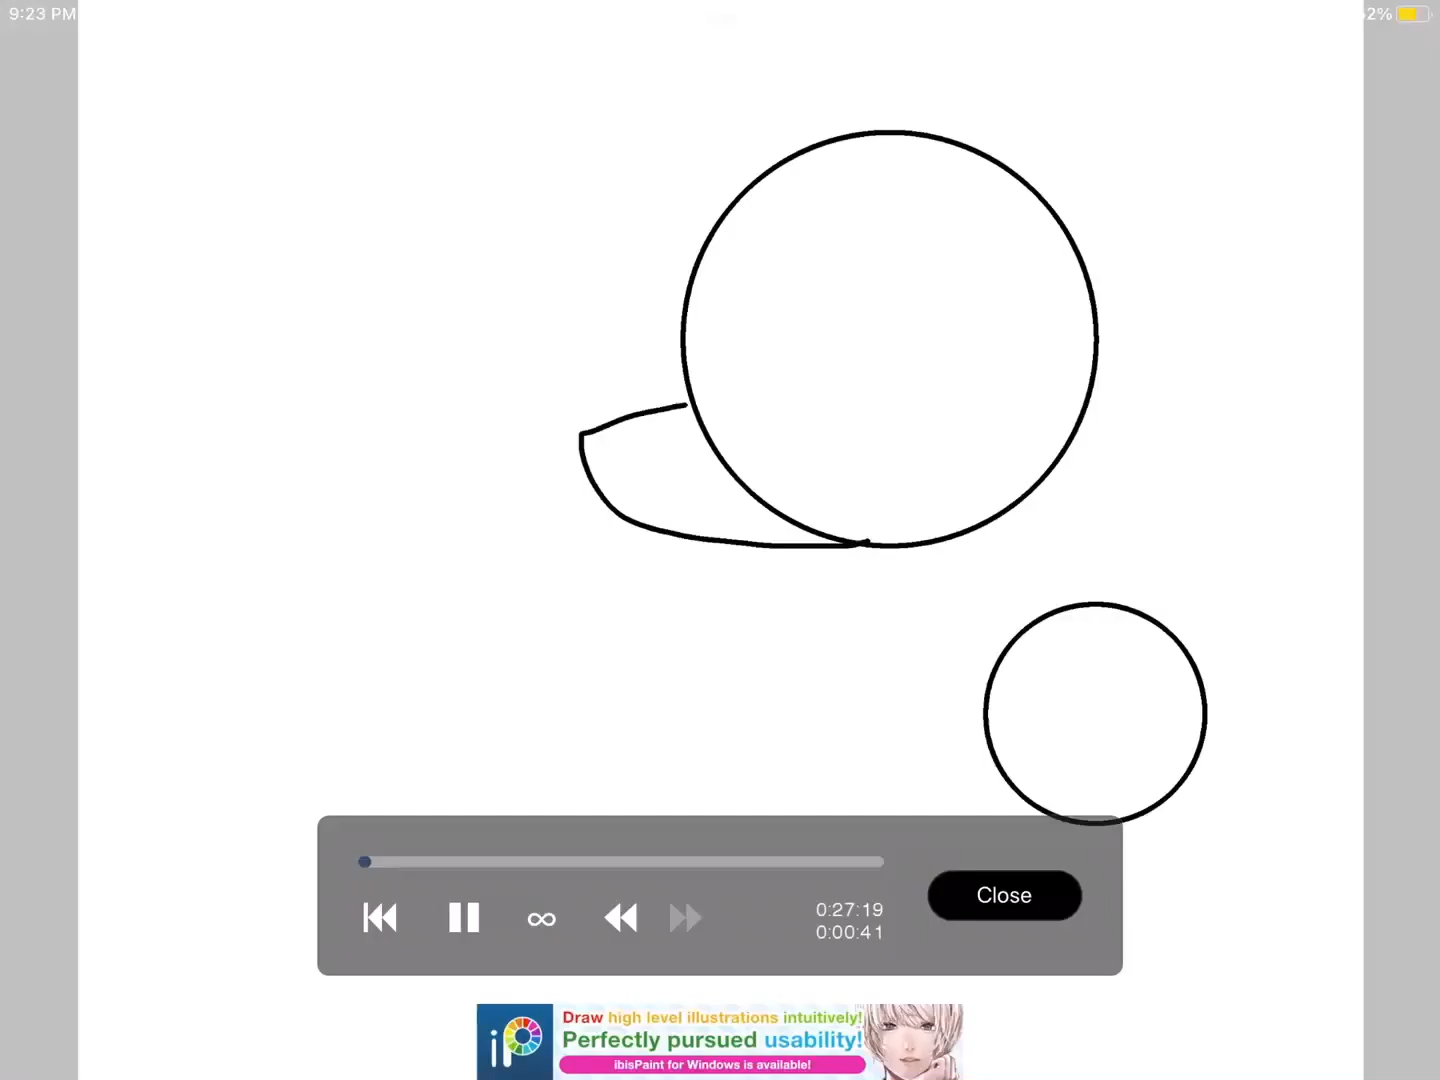 9:23 PM
2%
0:27:19
0:00:41
Close
iP
Draw high level illustrations intuitively!
Perfectly pursued usability!
ibisPaint for Windows is available!